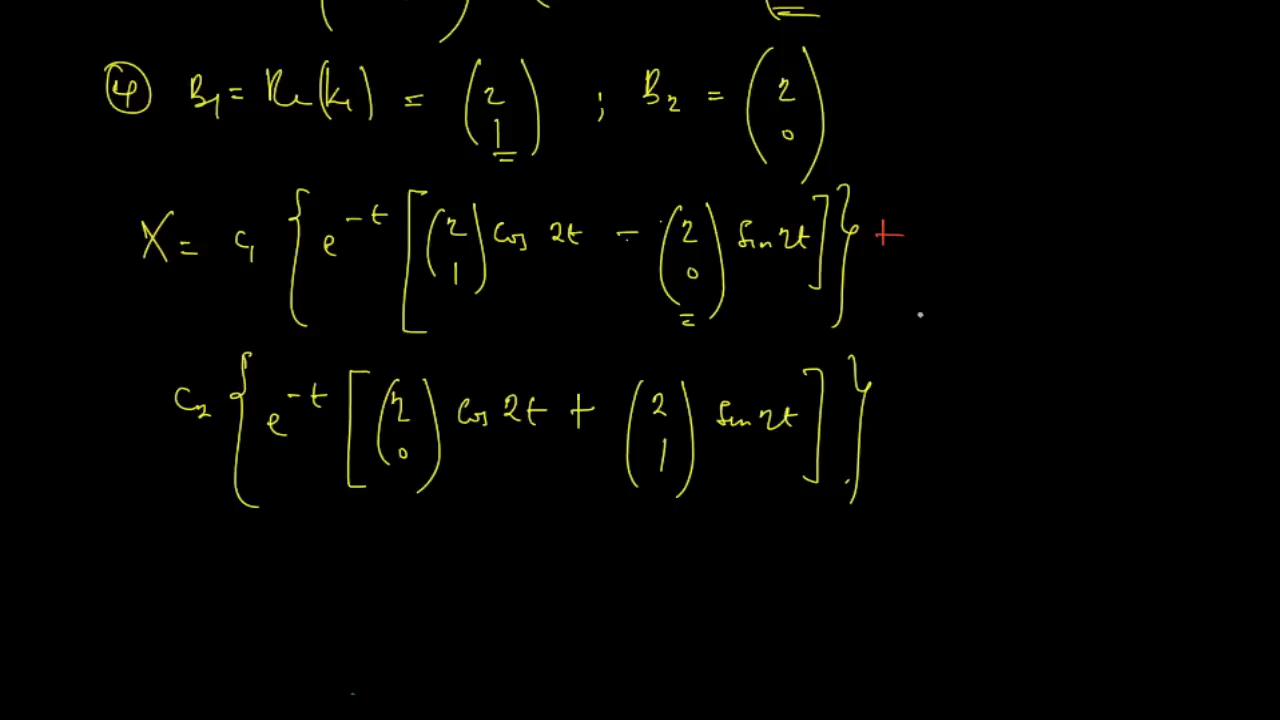 ④ B₁ = Re(k₁) = (2 1) ; B₂ = (2 0)
X = c₁ { e^{-t} [ (2 1) cos 2t − (2 0) sin 2t ] } +
c₂ { e^{-t} [ (2 0) cos 2t + (2 1) sin 2t ] }